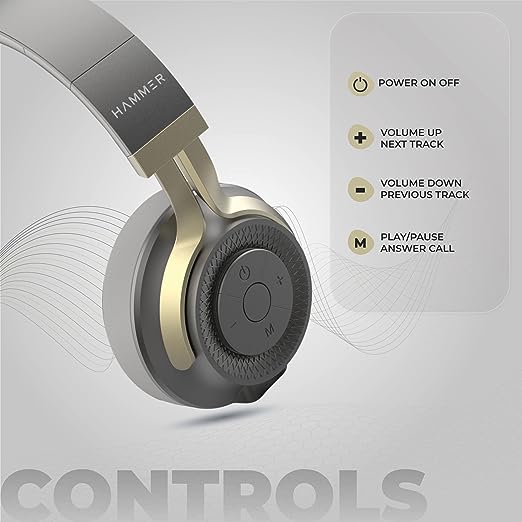 HAMMER
POWER ON OFF
+ VOLUME UP
NEXT TRACK
- VOLUME DOWN
PREVIOUS TRACK
M PLAY/PAUSE
ANSWER CALL
+
-
M
CONTROLS